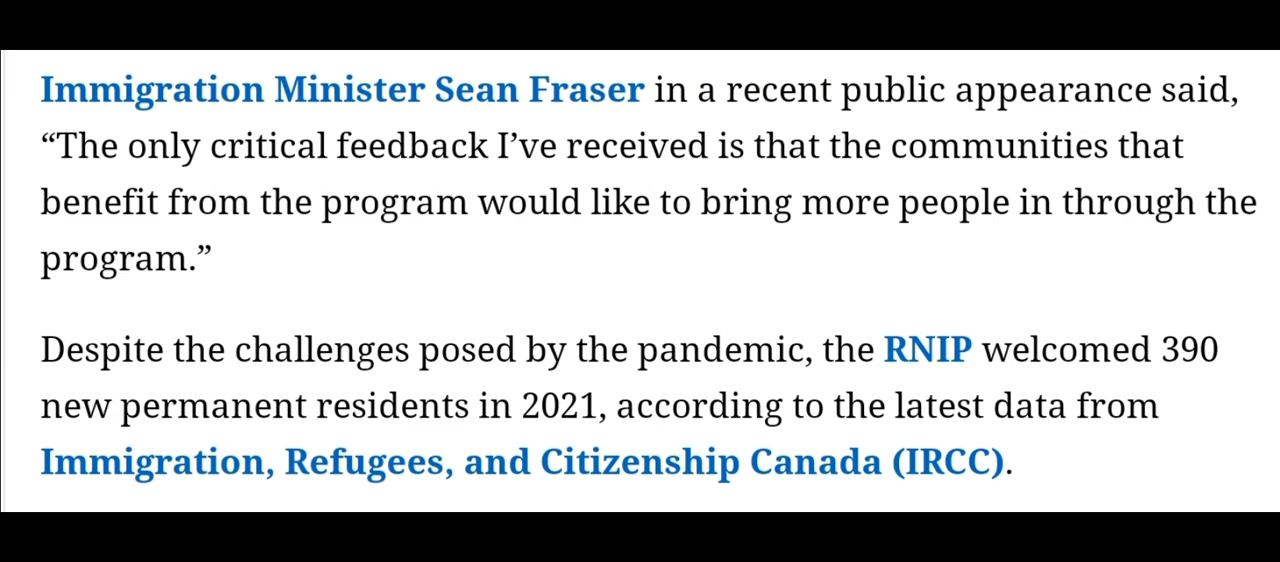 Immigration Minister Sean Fraser in a recent public appearance said,
“The only critical feedback I’ve received is that the communities that
benefit from the program would like to bring more people in through the
program.”
Despite the challenges posed by the pandemic, the RNIP welcomed 390
new permanent residents in 2021, according to the latest data from
Immigration, Refugees, and Citizenship Canada (IRCC).